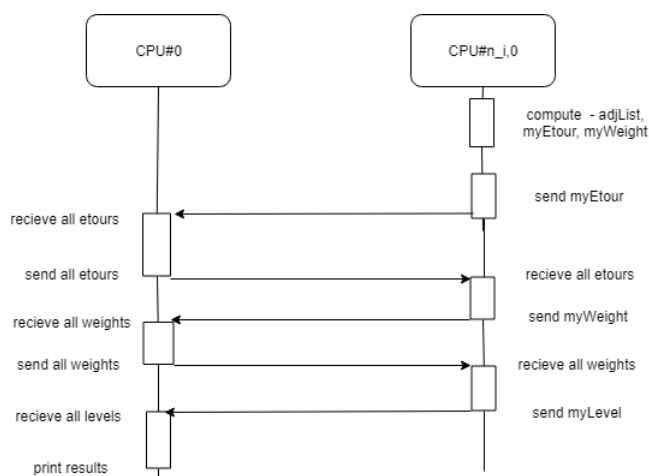 CPU#0
CPU#n_i,0
compute - adjList,
myEtour, myWeight
send myEtour
recieve all etours
send all etours
recieve all etours
recieve all weights
send myWeight
send all weights
recieve all weights
recieve all levels
send myLevel
print results